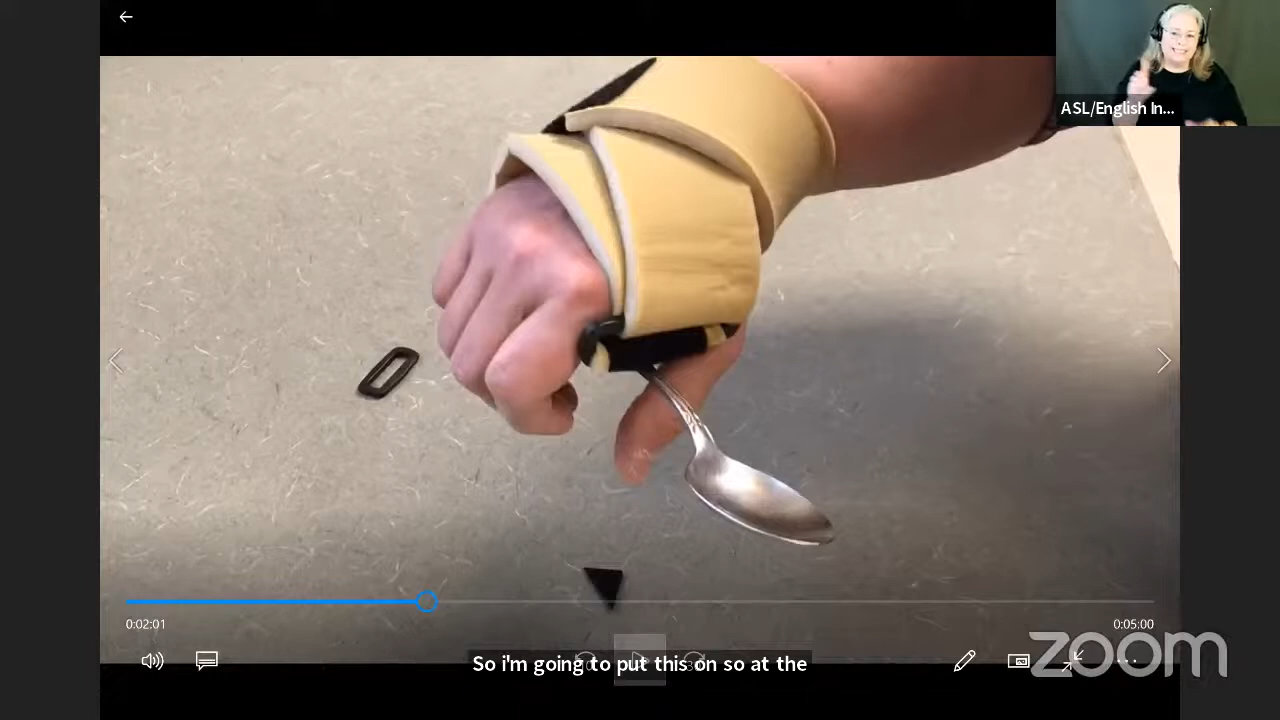 ASL/English In...
0:02:01
0:05:00
So i'm going to put this on so at the
zoom